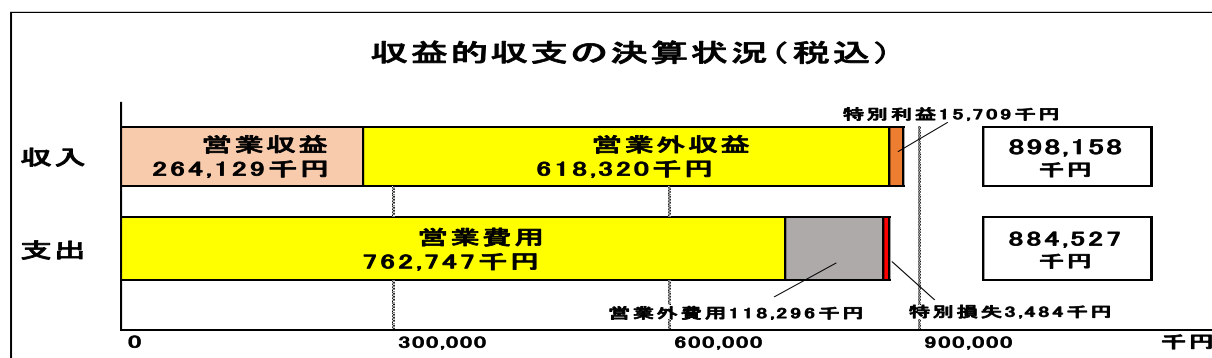 収益的収支の決算状況（税込）
特別利益15,709千円
収入
営業収益
264,129千円
営業外収益
618,320千円
898,158
千円
支出
営業費用
762,747千円
884,527
千円
営業外費用118,296千円
特別損失3,484千円
0
300,000
600,000
900,000
千円